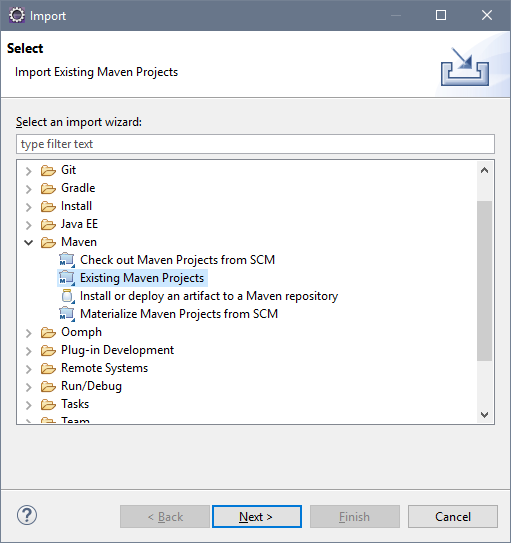 Import
Select
Import Existing Maven Projects
Select an import wizard:
type filter text
Git
Gradle
Install
Java EE
Maven
Check out Maven Projects from SCM
Existing Maven Projects
Install or deploy an artifact to a Maven repository
Materialize Maven Projects from SCM
Oomph
Plug-in Development
Remote Systems
Run/Debug
Tasks
Team
< Back Next > Finish Cancel